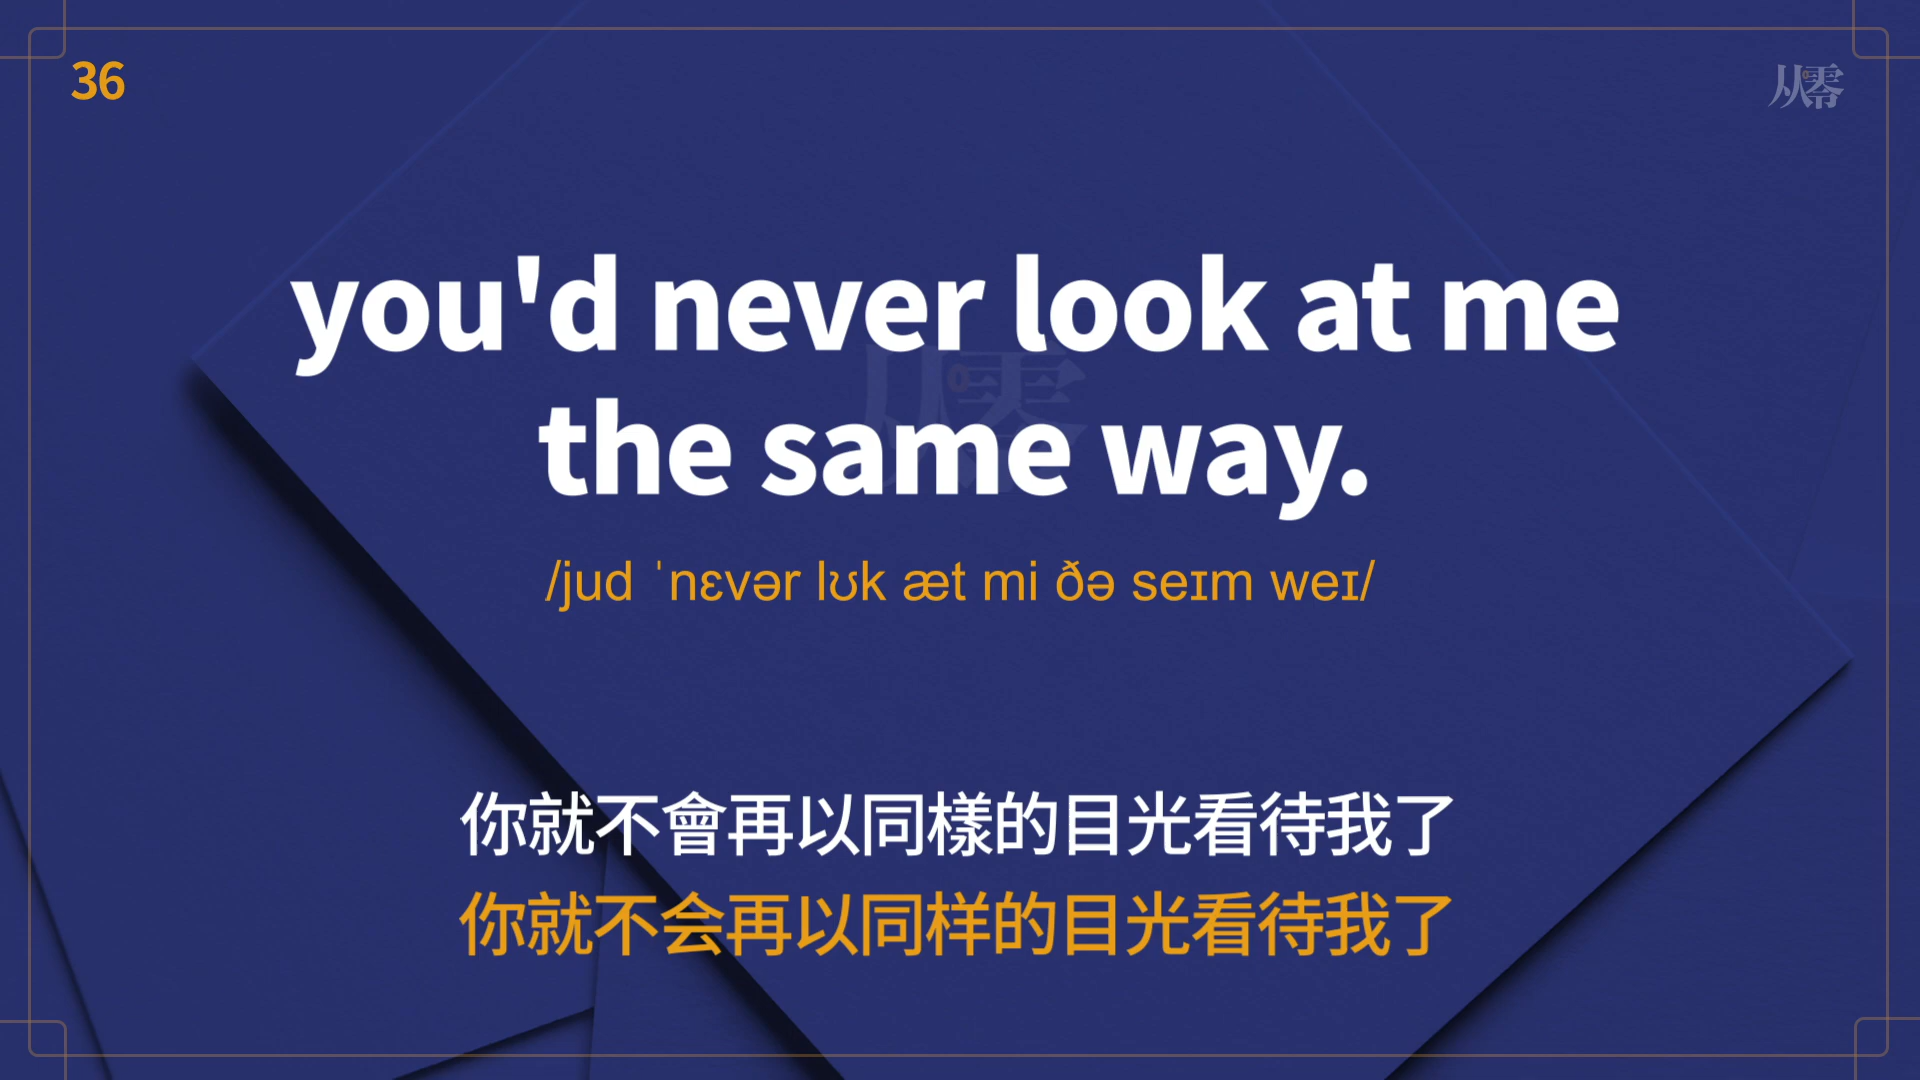 36
从零
you'd never look at me
the same way.
/jud ˈnɛvər lʊk æt mi ðə seɪm weɪ/
你就不會再以同樣的目光看待我了
你就不会再以同样的目光看待我了